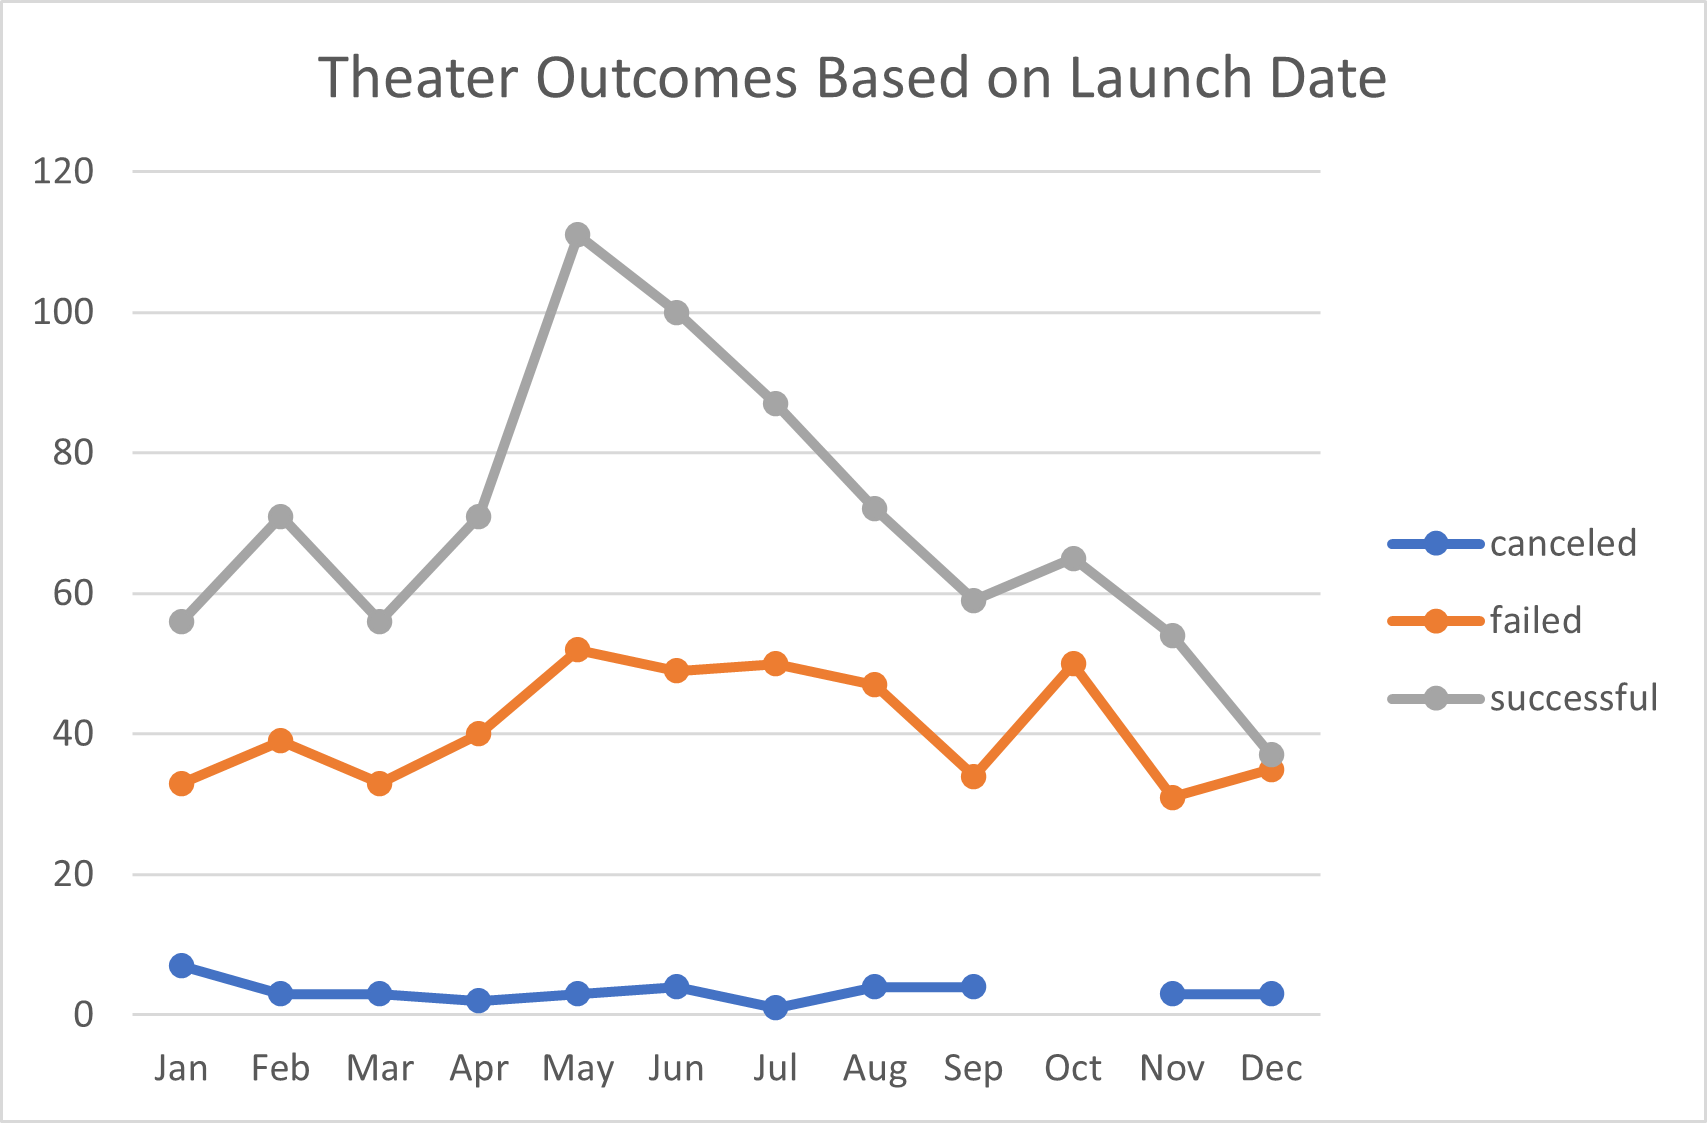 Theater Outcomes Based on Launch Date
120
100
80
60
40
20
0
Jan Feb Mar Apr May Jun Jul Aug Sep Oct Nov Dec
canceled
failed
successful